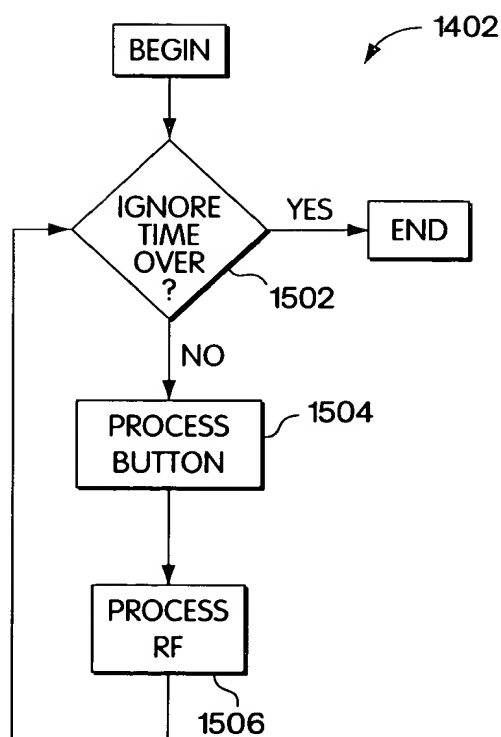 1402
BEGIN
IGNORE
TIME
OVER
?
YES
END
1502
NO
PROCESS
BUTTON
1504
PROCESS
RF
1506